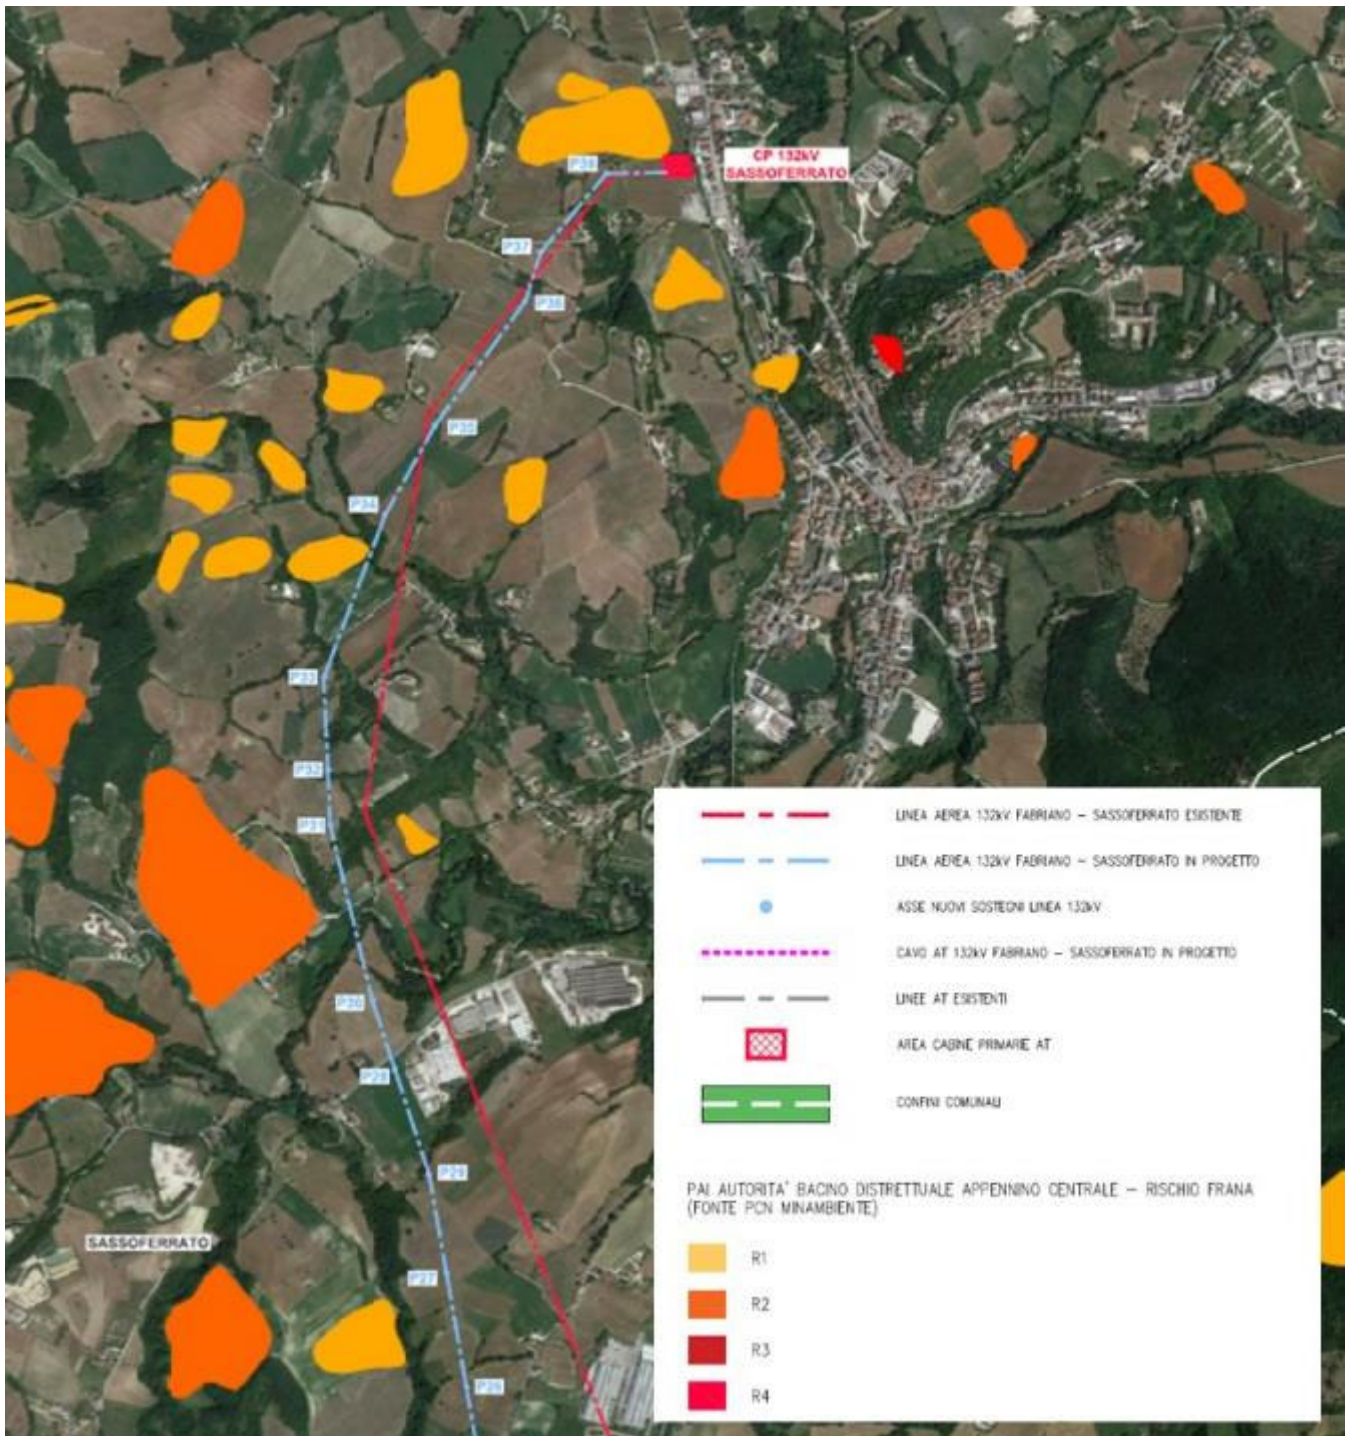 CP 132kV
SASSOFERRATO
P38
P37
P36
P35
P34
P33
P32
P31
P30
P28
P29
P27
P26
SASSOFERRATO
LINEA AEREA 132kV FABRIANO – SASSOFERRATO ESISTENTE
LINEA AEREA 132kV FABRIANO – SASSOFERRATO IN PROGETTO
ASSE NUOVI SOSTEGNI LINEA 132kV
CAVO AT 132kV FABRIANO – SASSOFERRATO IN PROGETTO
LINEE AT ESISTENTI
AREA CABINE PRIMARIE AT
CONFINI COMUNALI
PAI AUTORITA' BACINO DISTRETTUALE APPENNINO CENTRALE – RISCHIO FRANA
(FONTE PCN MINAMBIENTE)
R1
R2
R3
R4